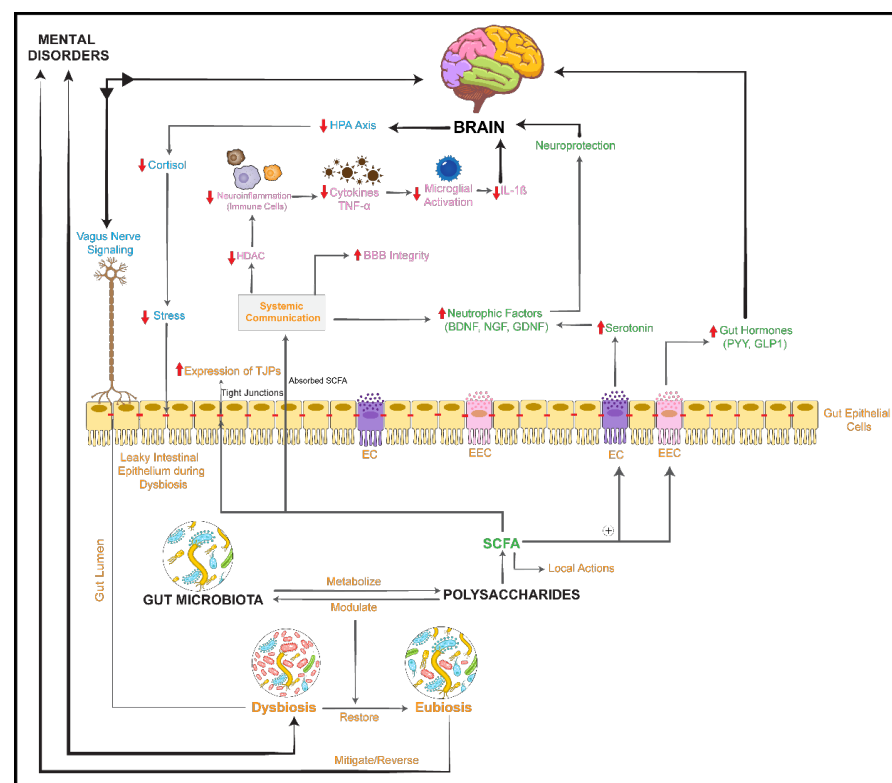 MENTAL
DISORDERS
HPA Axis
BRAIN
Neuroprotection
Cortisol
Neuroinflammation
(Immune Cells)
Cytokines
TNF-α
Microglial
Activation
IL-1ß
Vagus Nerve
Signaling
HDAC
BBB Integrity
Stress
Systemic
Communication
Neutrophic Factors
(BDNF, NGF, GDNF)
Serotonin
Gut Hormones
(PYY, GLP1)
Expression of TJPs
Tight Junctions
Absorbed SCFA
Gut Epithelial
Cells
Leaky Intestinal
Epithelium during
Dysbiosis
EC
EEC
EC
EEC
Gut Lumen
SCFA
Local Actions
GUT MICROBIOTA
Metabolize
Modulate
POLYSACCHARIDES
Dysbiosis
Restore
Eubiosis
Mitigate/Reverse